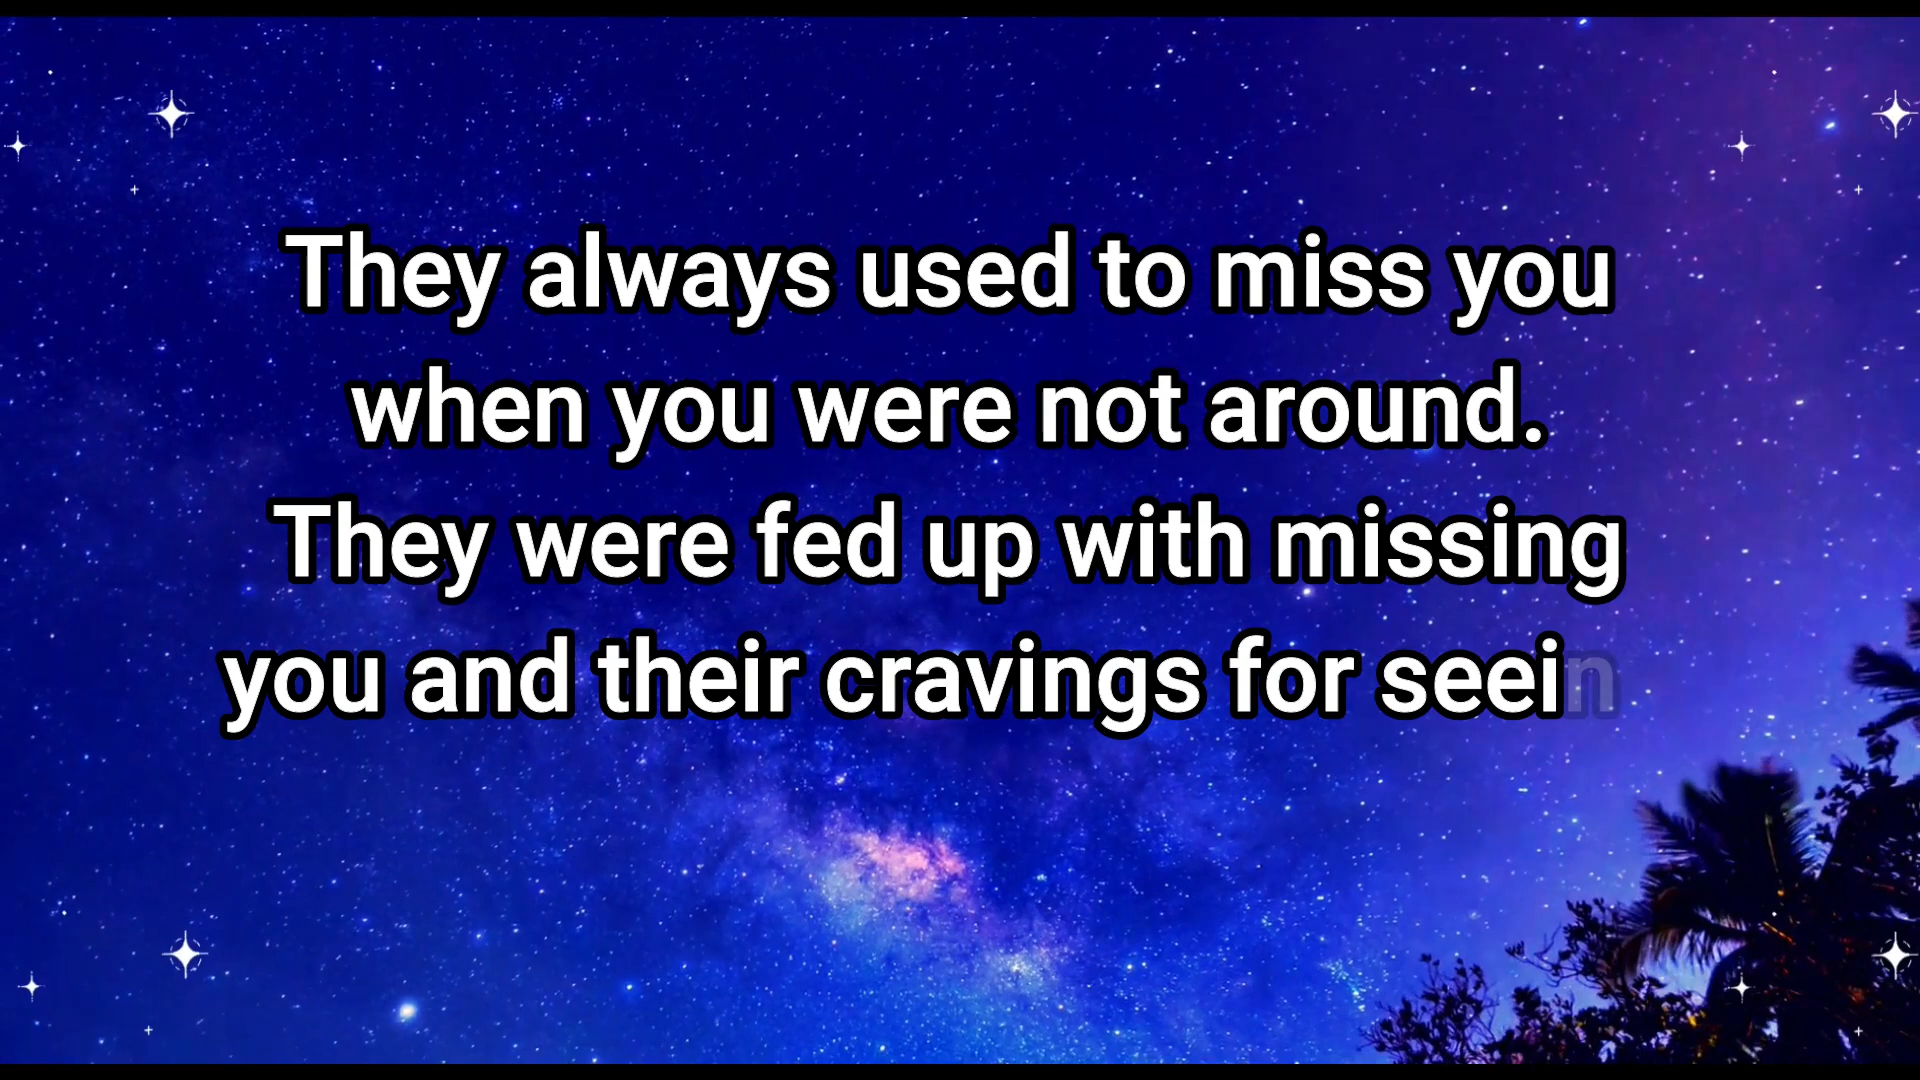 They always used to miss you
when you were not around.
They were fed up with missing
you and their cravings for seein